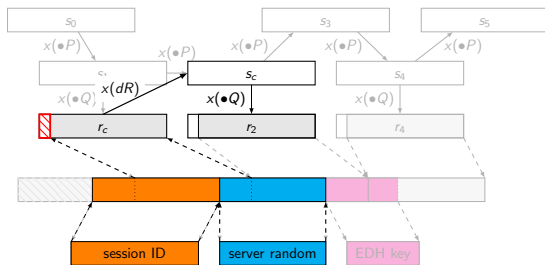 s0 s3 s5
x(•P) x(•P) x(•P) x(•P)
sc s4
x(•Q) x(dR) x(•Q) x(•Q)
rc r2 r4
session ID server random EDH key